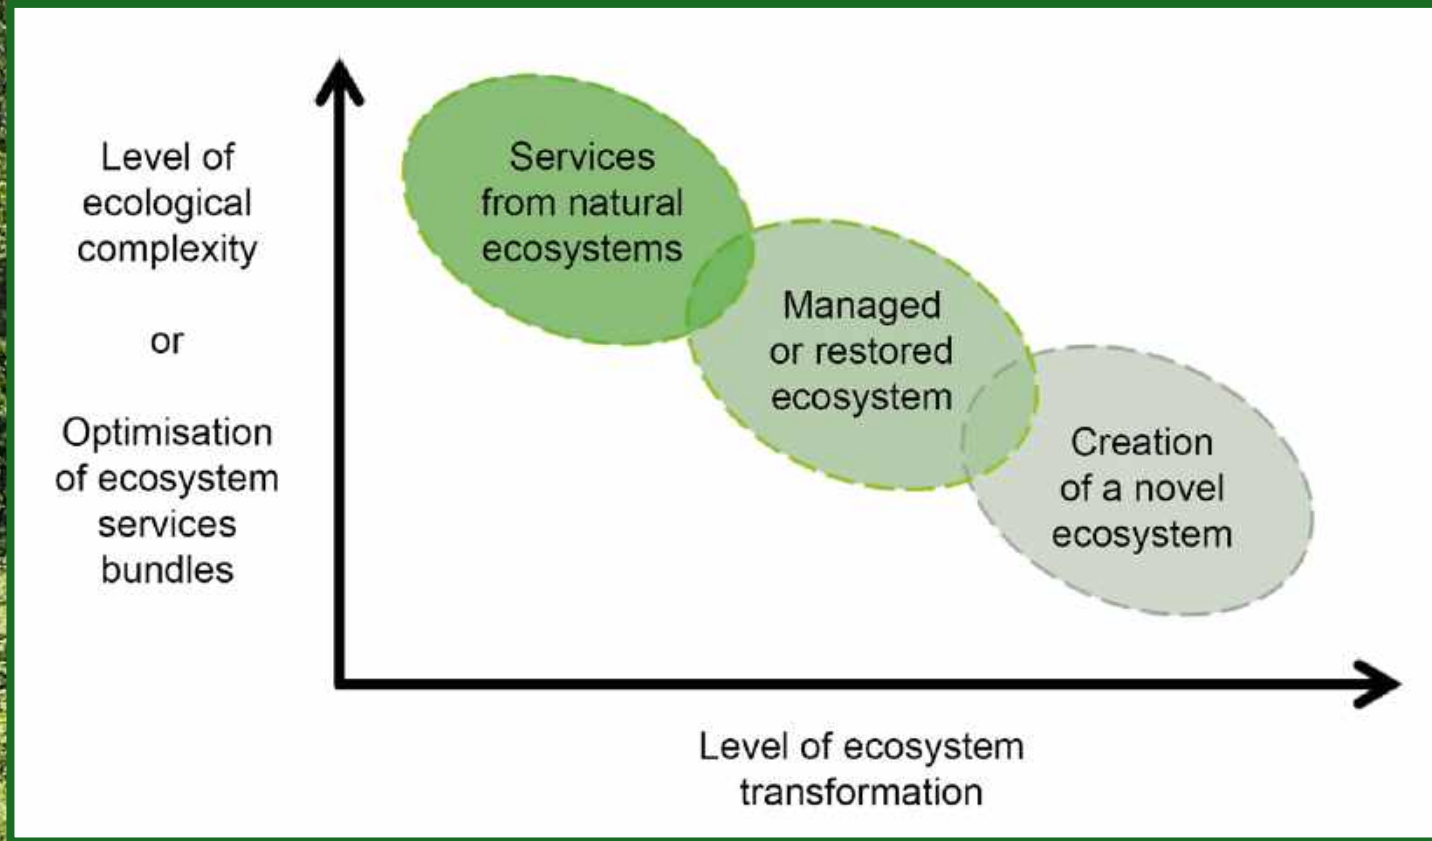 Level of
ecological
complexity
or
Optimisation
of ecosystem
services
bundles
Services
from natural
ecosystems
Managed
or restored
ecosystem
Creation
of a novel
ecosystem
Level of ecosystem
transformation